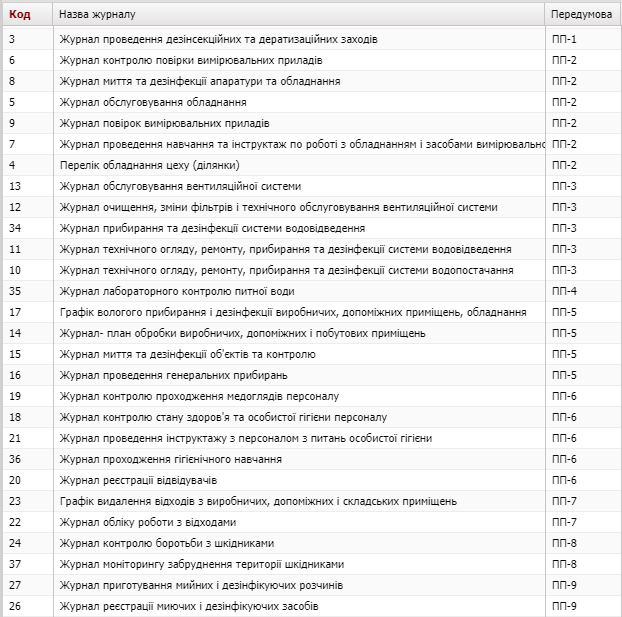 Код Назва журналу Передумова
3 Журнал проведення дезінсекційних та дератизаційних заходів ПП-1
6 Журнал контролю повірки вимірювальних приладів ПП-2
8 Журнал миття та дезінфекції апаратури та обладнання ПП-2
5 Журнал обслуговування обладнання ПП-2
9 Журнал повірок вимірювальних приладів ПП-2
7 Журнал проведення навчання та інструктаж по роботі з обладнанням і засобами вимірювально ПП-2
4 Перелік обладнання цеху (ділянки) ПП-2
13 Журнал обслуговування вентиляційної системи ПП-3
12 Журнал очищення, зміни фільтрів і технічного обслуговування вентиляційної системи ПП-3
34 Журнал прибирання та дезінфекції системи водовідведення ПП-3
11 Журнал технічного огляду, ремонту, прибирання та дезінфекції системи водовідведення ПП-3
10 Журнал технічного огляду, ремонту, прибирання та дезінфекції системи водопостачання ПП-3
35 Журнал лабораторного контролю питної води ПП-4
17 Графік вологого прибирання і дезінфекції виробничих, допоміжних приміщень, обладнання ПП-5
14 Журнал- план обробки виробничих, допоміжних і побутових приміщень ПП-5
15 Журнал миття та дезінфекції об'єктів та контролю ПП-5
16 Журнал проведення генеральних прибирань ПП-5
19 Журнал контролю проходження медоглядів персоналу ПП-6
18 Журнал контролю стану здоров'я та особистої гігієни персоналу ПП-6
21 Журнал проведення інструктажу з персоналом з питань особистої гігієни ПП-6
36 Журнал проходження гігієнічного навчання ПП-6
20 Журнал реєстрації відвідувачів ПП-6
23 Графік видалення відходів з виробничих, допоміжних і складських приміщень ПП-7
22 Журнал обліку роботи з відходами ПП-7
24 Журнал контролю боротьби з шкідниками ПП-8
37 Журнал моніторингу забруднення території шкідниками ПП-8
27 Журнал приготування мийних і дезінфікуючих розчинів ПП-9
26 Журнал реєстрації миючих і дезінфікуючих засобів ПП-9